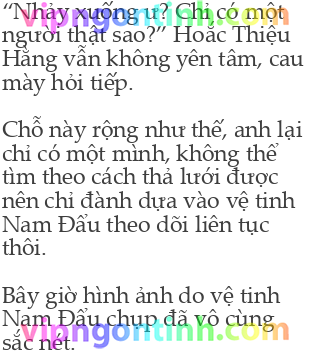 “Nhảy xuống ư? Chỉ có một
người thật sao?” Hoắc Thiệu
Hằng vẫn không yên tâm, cau
mày hỏi tiếp.
Chỗ này rộng như thế, anh lại
chỉ có một mình, không thể
tìm theo cách thả lưới được
nên chỉ đành dựa vào vệ tinh
Nam Đẩu theo dõi liên tục
thôi.
Bây giờ hình ảnh do vệ tinh
Nam Đẩu chụp đã vô cùng
sắc nét.
vipngontinh.com
vipngontinh.com